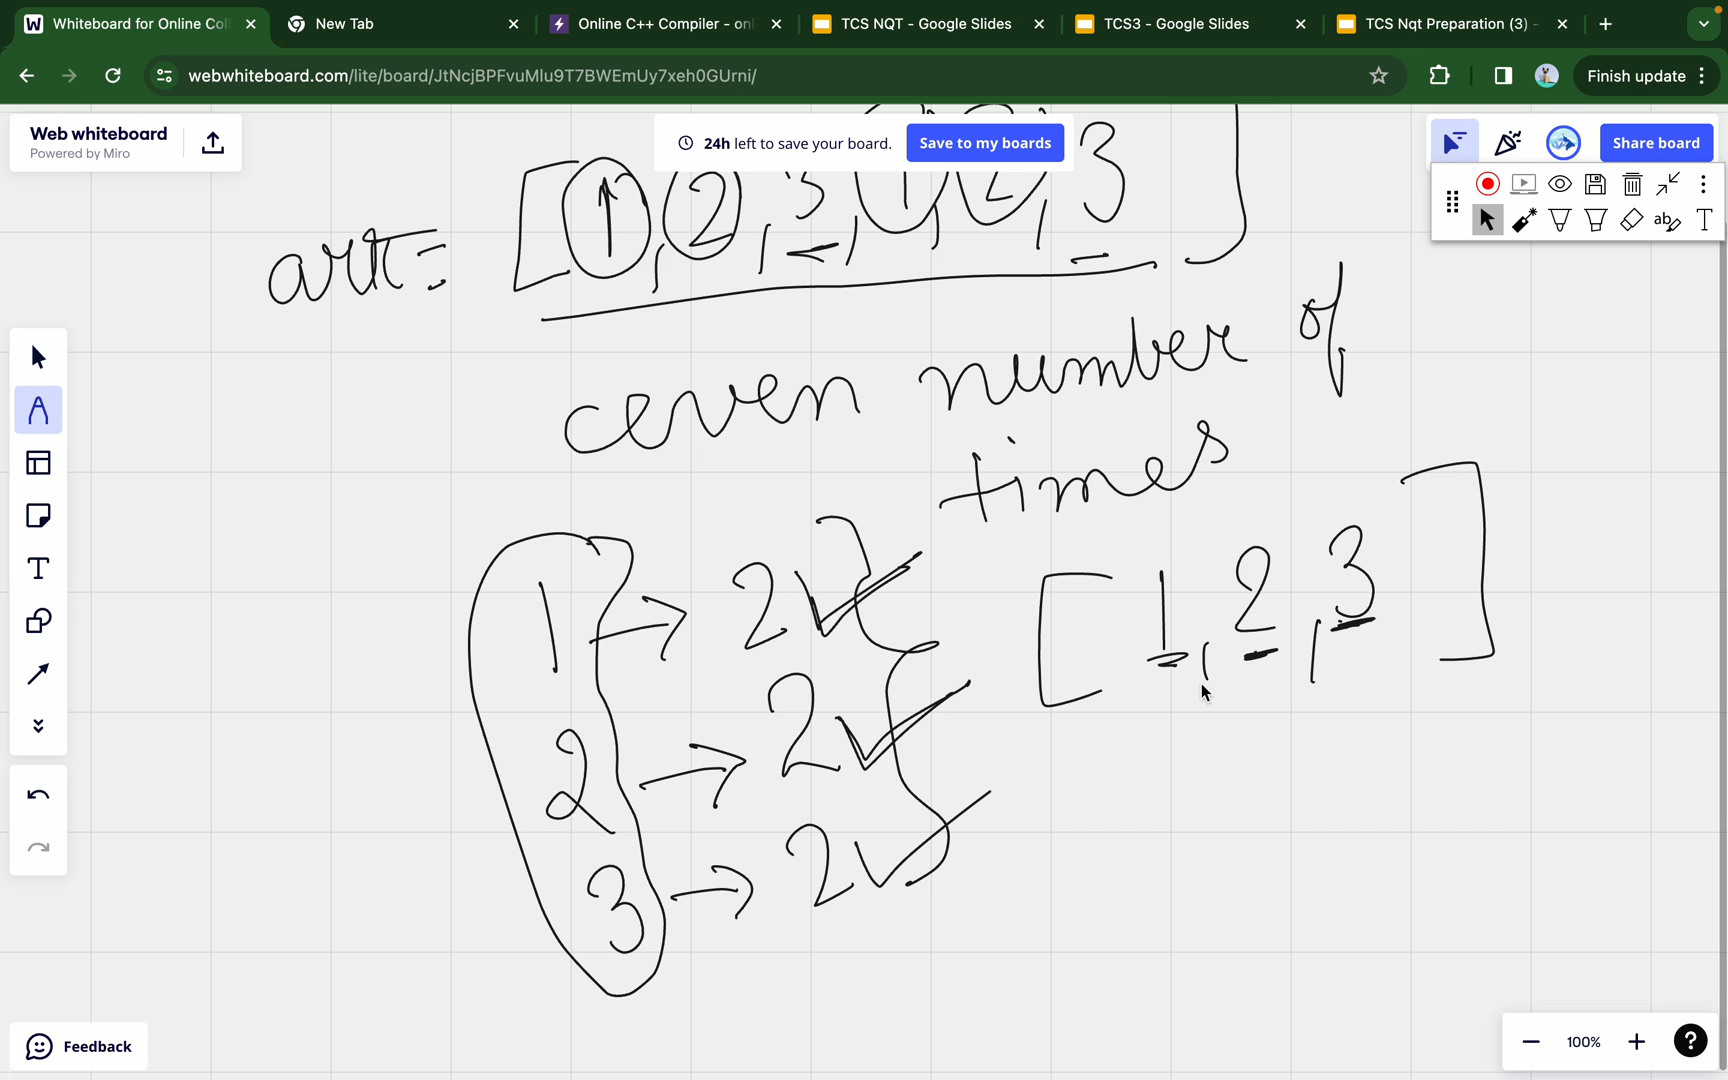 Whiteboard for Online Col
New Tab
Online C++ Compiler - onl
TCS NQT - Google Slides
TCS3 - Google Slides
TCS Nqt Preparation (3) -
webwhiteboard.com/lite/board/JtNcjBPFvuMlu9T7BWEmUy7xeh0GUrni/
Finish update
Web whiteboard
Powered by Miro
24h left to save your board.
Save to my boards
Share board
arr = [1, 2, 3, 1, 2, 3]
even number of
times
1 → 2 ✓
2 → 2 ✓
3 → 2 ✓
[1, 2, 3]
Feedback
100%